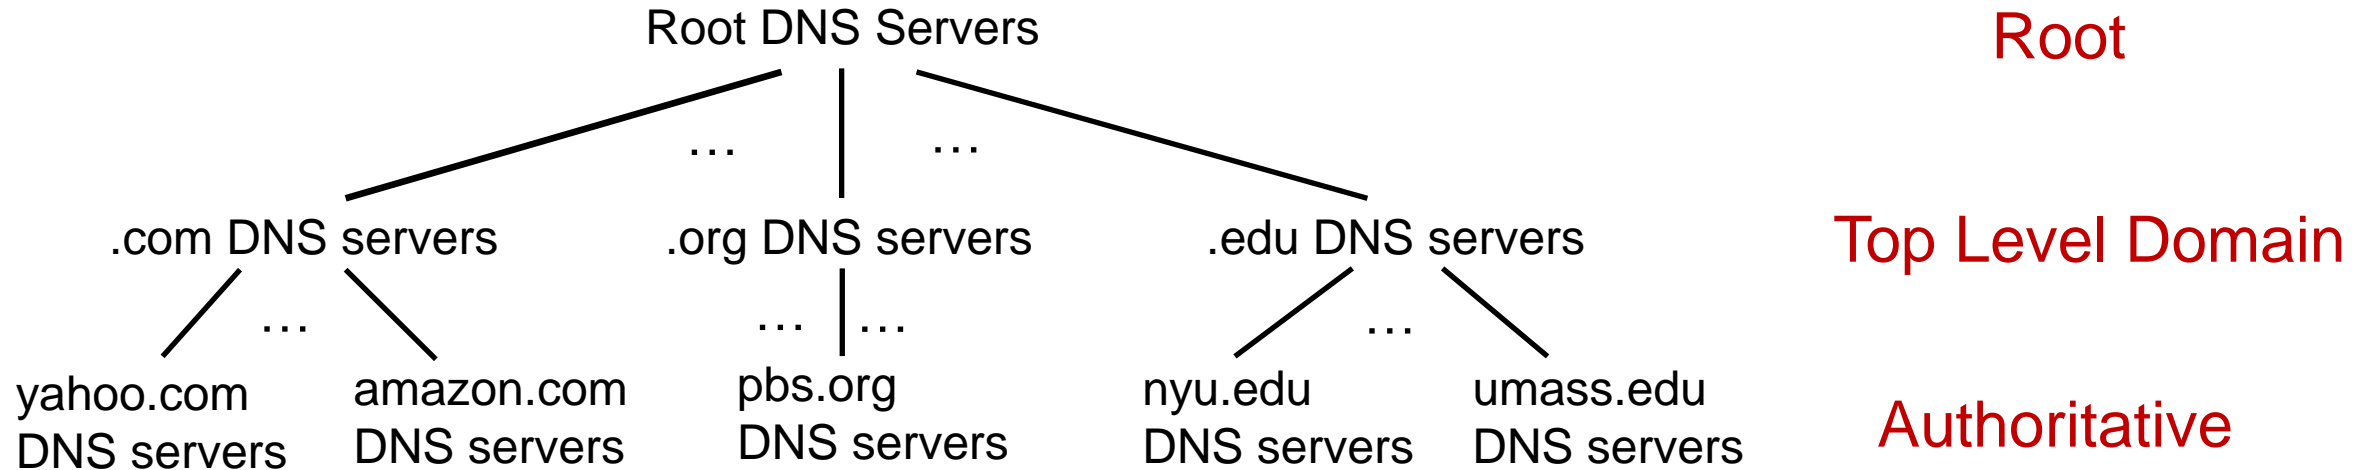 Root DNS Servers
Root
…
…
.com DNS servers
.org DNS servers
.edu DNS servers
Top Level Domain
…
…
…
…
yahoo.com
DNS servers
amazon.com
DNS servers
pbs.org
DNS servers
nyu.edu
DNS servers
umass.edu
DNS servers
Authoritative